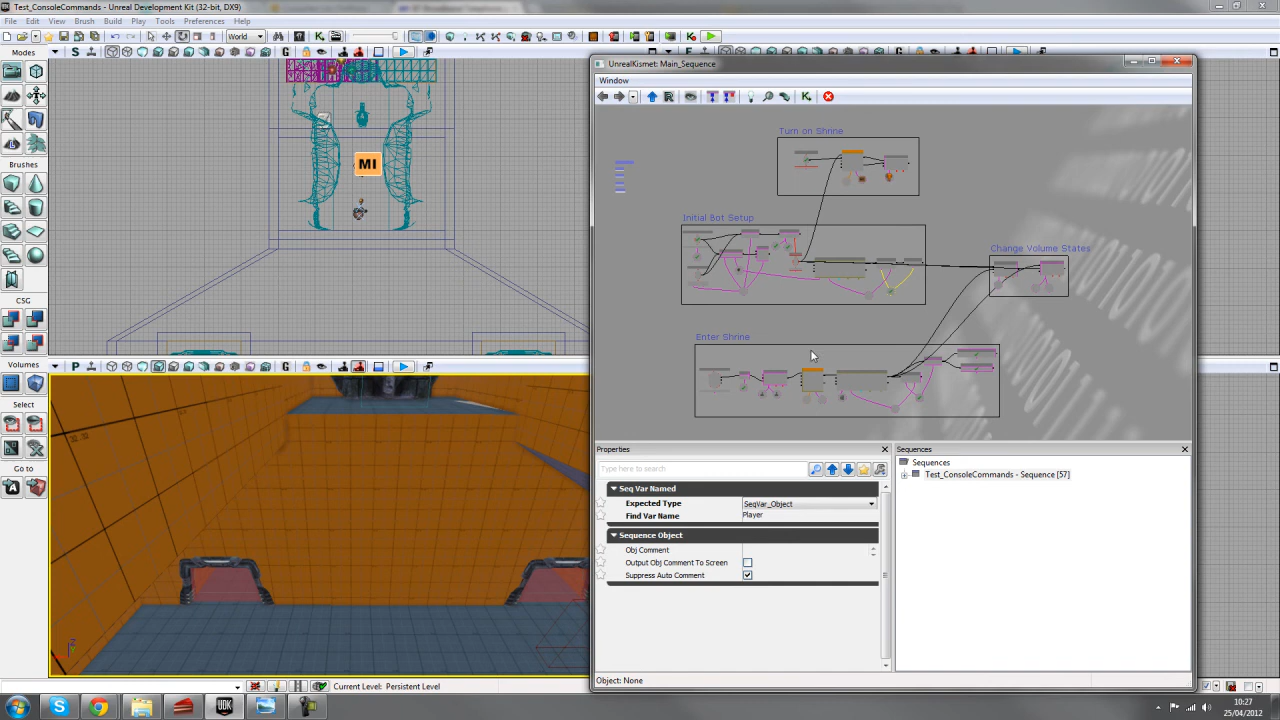 Test_ConsoleCommands - Unreal Development Kit (32-bit, DX9)
File Edit View Brush Build Play Tools Preferences Help
World
Modes
S
G
Brushes
CSG
Volumes
P
G
Select
Go to
MI
UnrealKismet: Main_Sequence
Window
Turn on Shrine
Initial Bot Setup
Change Volume States
Enter Shrine
Properties
Type here to search
Seq Var Named
Expected Type SeqVar_Object
Find Var Name Player
Sequence Object
Obj Comment
Output Obj Comment To Screen
Suppress Auto Comment
Sequences
Sequences
Test_ConsoleCommands - Sequence [57]
Object: None
Current Level: Persistent Level
UDK
10:27
25/04/2012